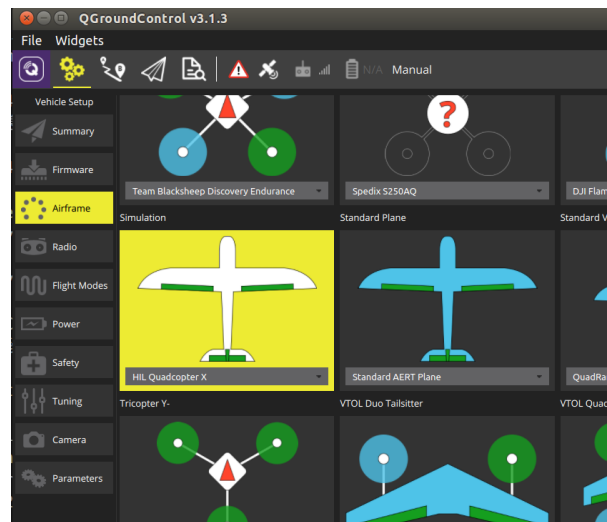 QGroundControl v3.1.3
File Widgets
N/A Manual
Vehicle Setup
Summary
Firmware
Airframe
Radio
Flight Modes
Power
Safety
Tuning
Camera
Parameters
Team Blacksheep Discovery Endurance
Spedix S250AQ
DJI Flam
?
Simulation
Standard Plane
Standard V
HIL Quadcopter X
Standard AERT Plane
QuadRa
Tricopter Y-
VTOL Duo Tailsitter
VTOL Quad